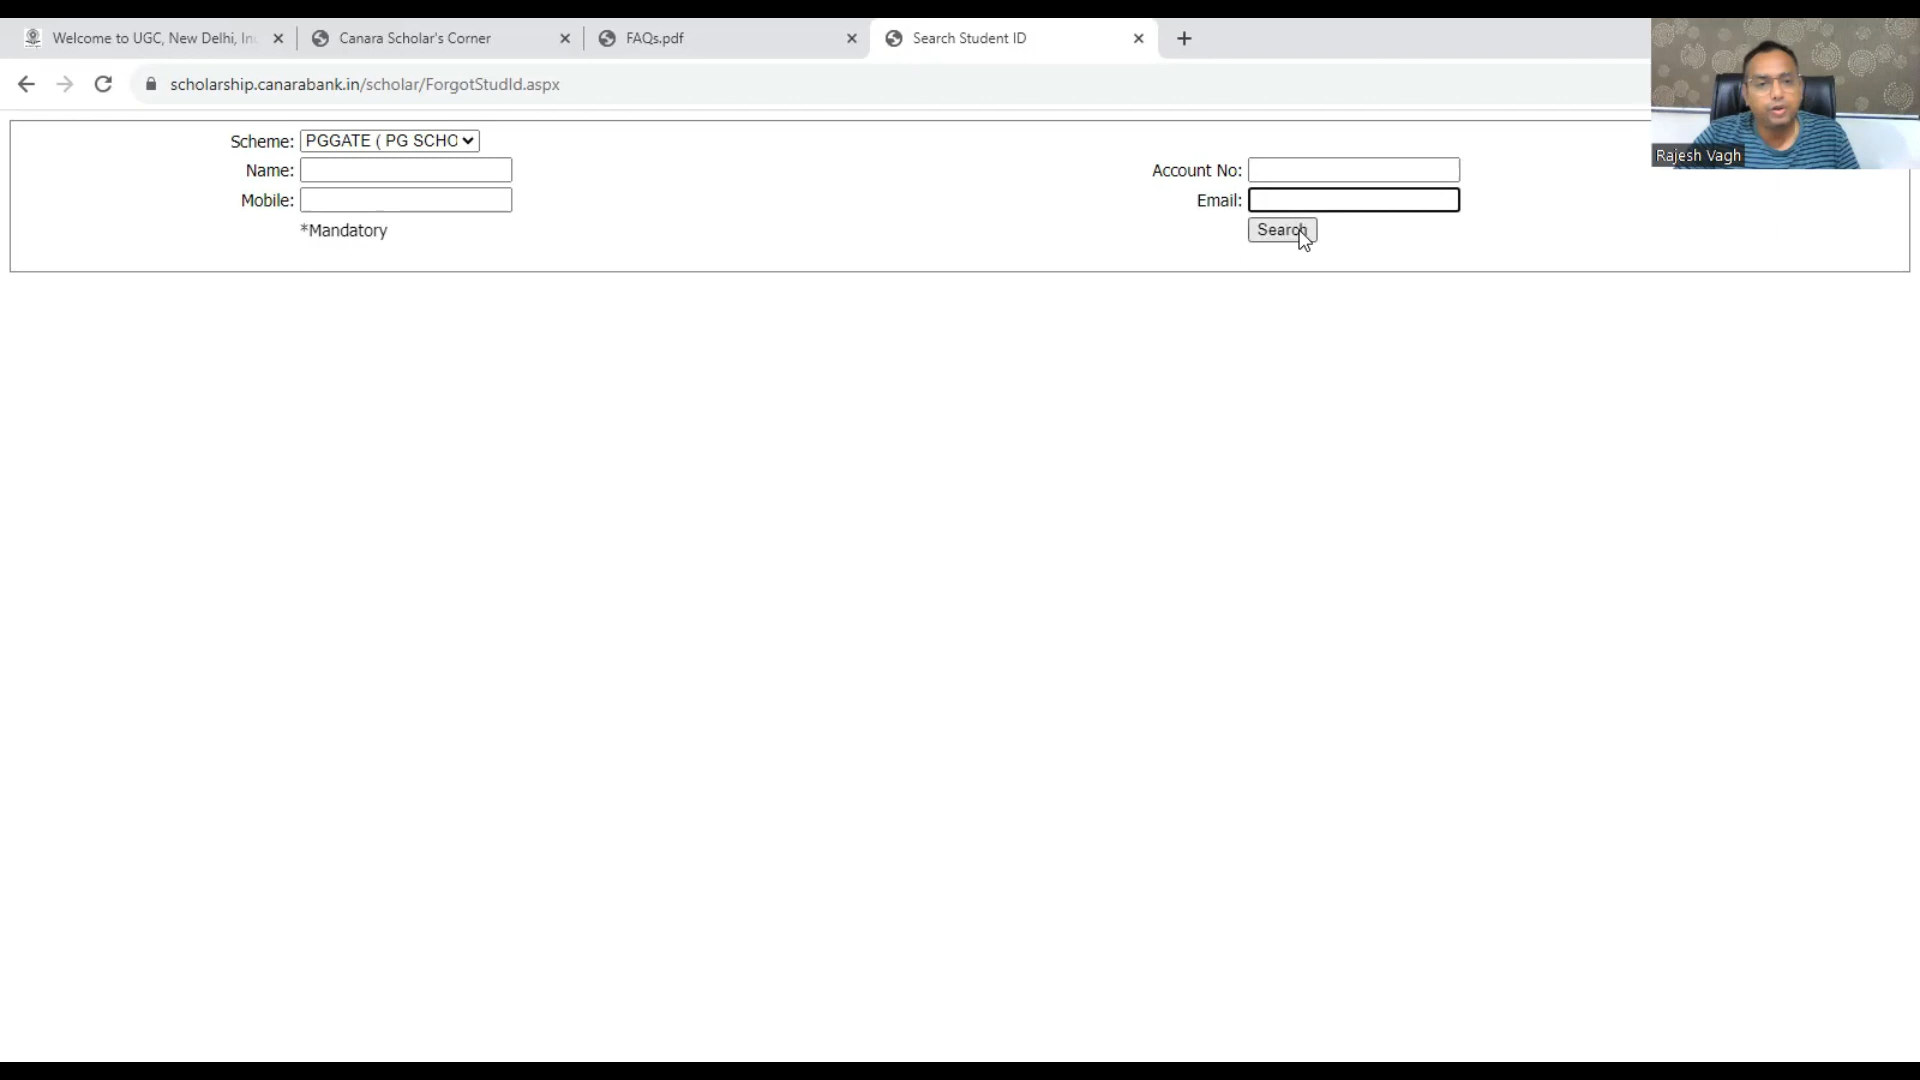 Welcome to UGC, New Delhi, In
Canara Scholar's Corner
FAQs.pdf
Search Student ID
scholarship.canarabank.in/scholar/ForgotStudId.aspx
Scheme: PGGATE ( PG SCHO
Name:
Account No:
Mobile:
Email:
*Mandatory
Search
Rajesh Vagh